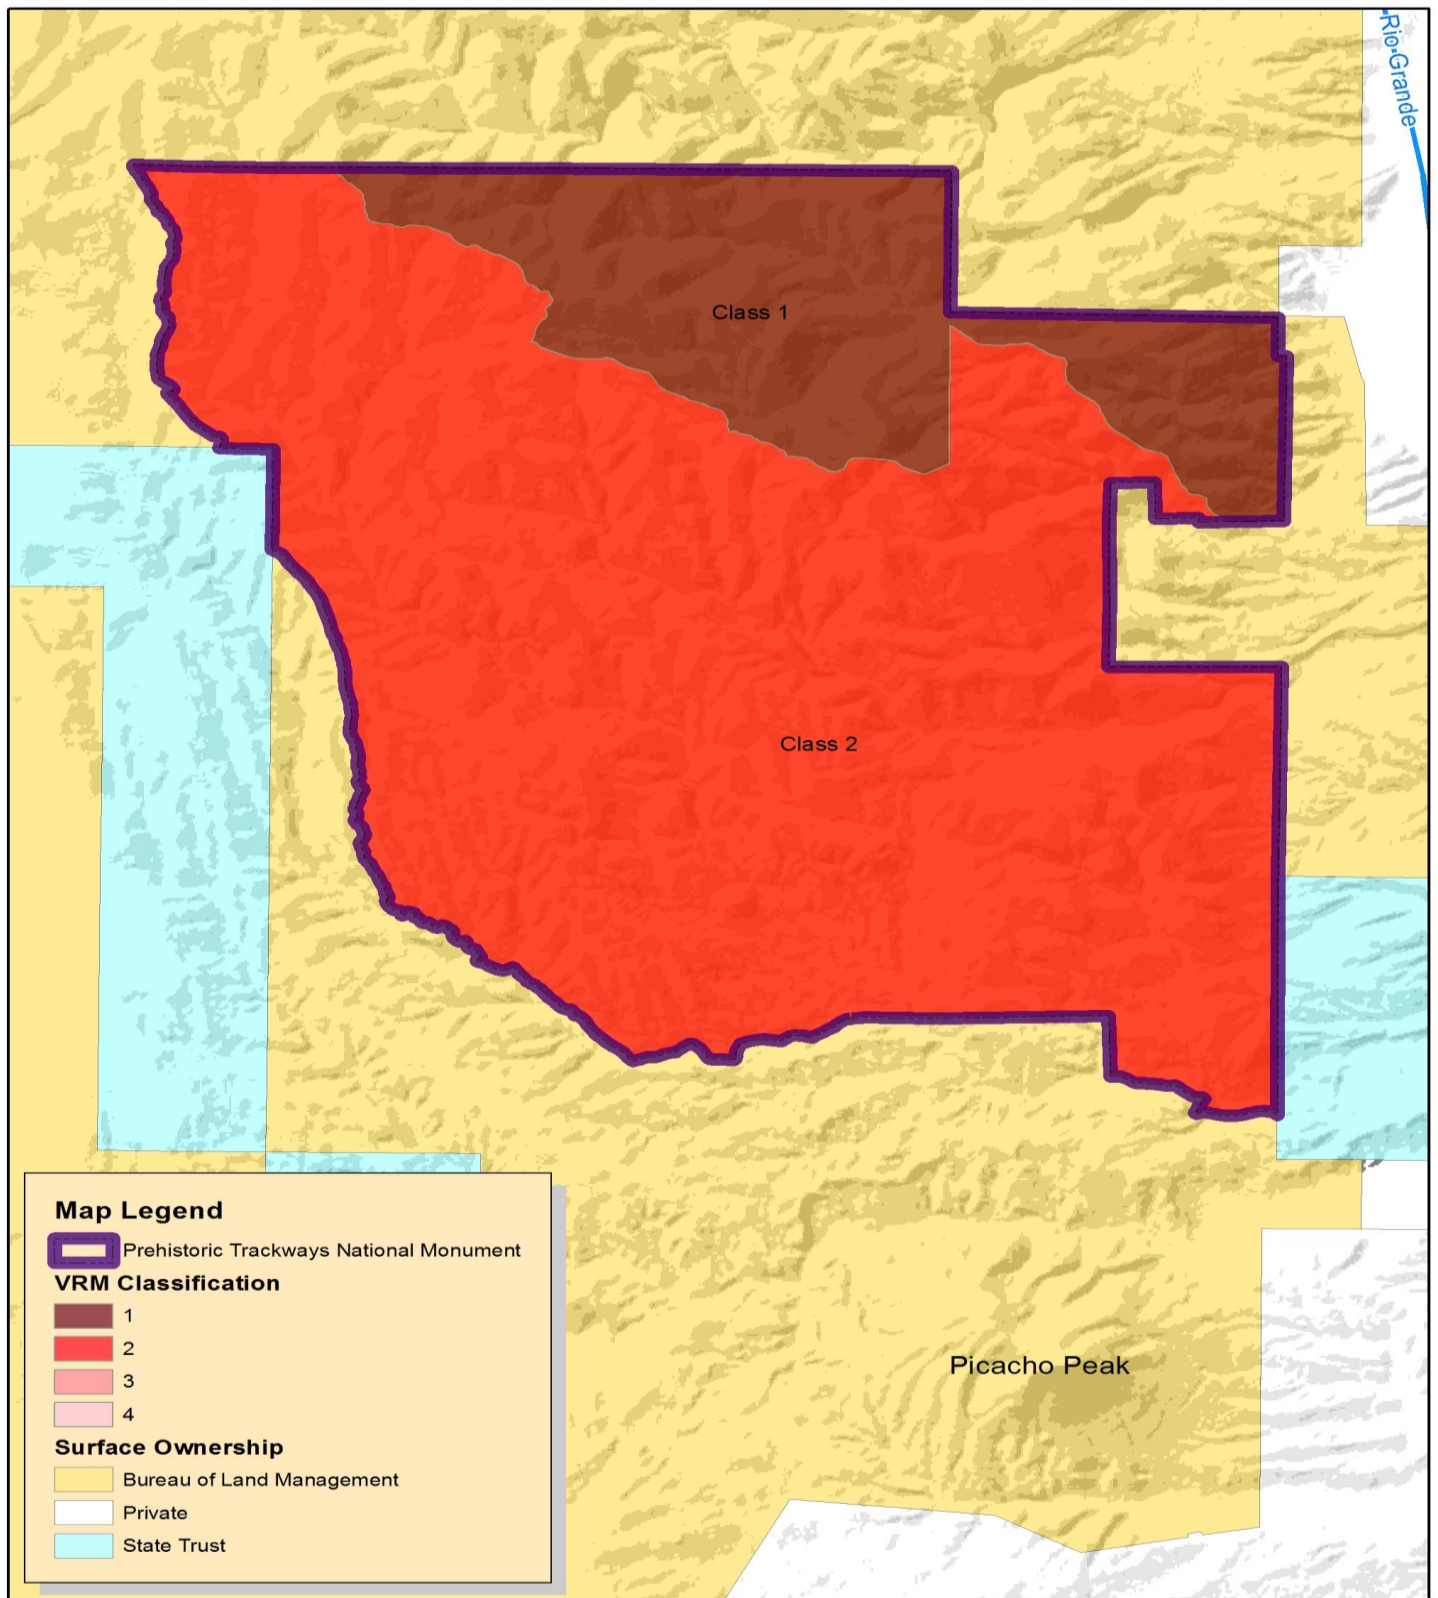 Rio Grande
Class 1
Class 2
Map Legend
Prehistoric Trackways National Monument
VRM Classification
1
2
3
4
Surface Ownership
Bureau of Land Management
Private
State Trust
Picacho Peak